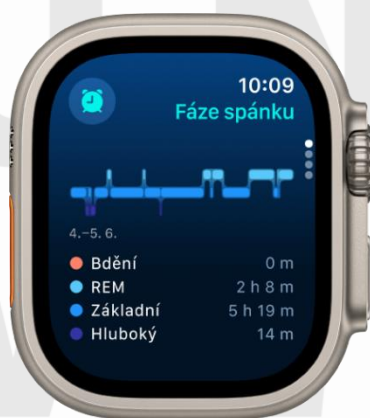 10:09
Fáze spánku
4.–5. 6.
Bdění 0 m
REM 2 h 8 m
Základní 5 h 19 m
Hluboký 14 m